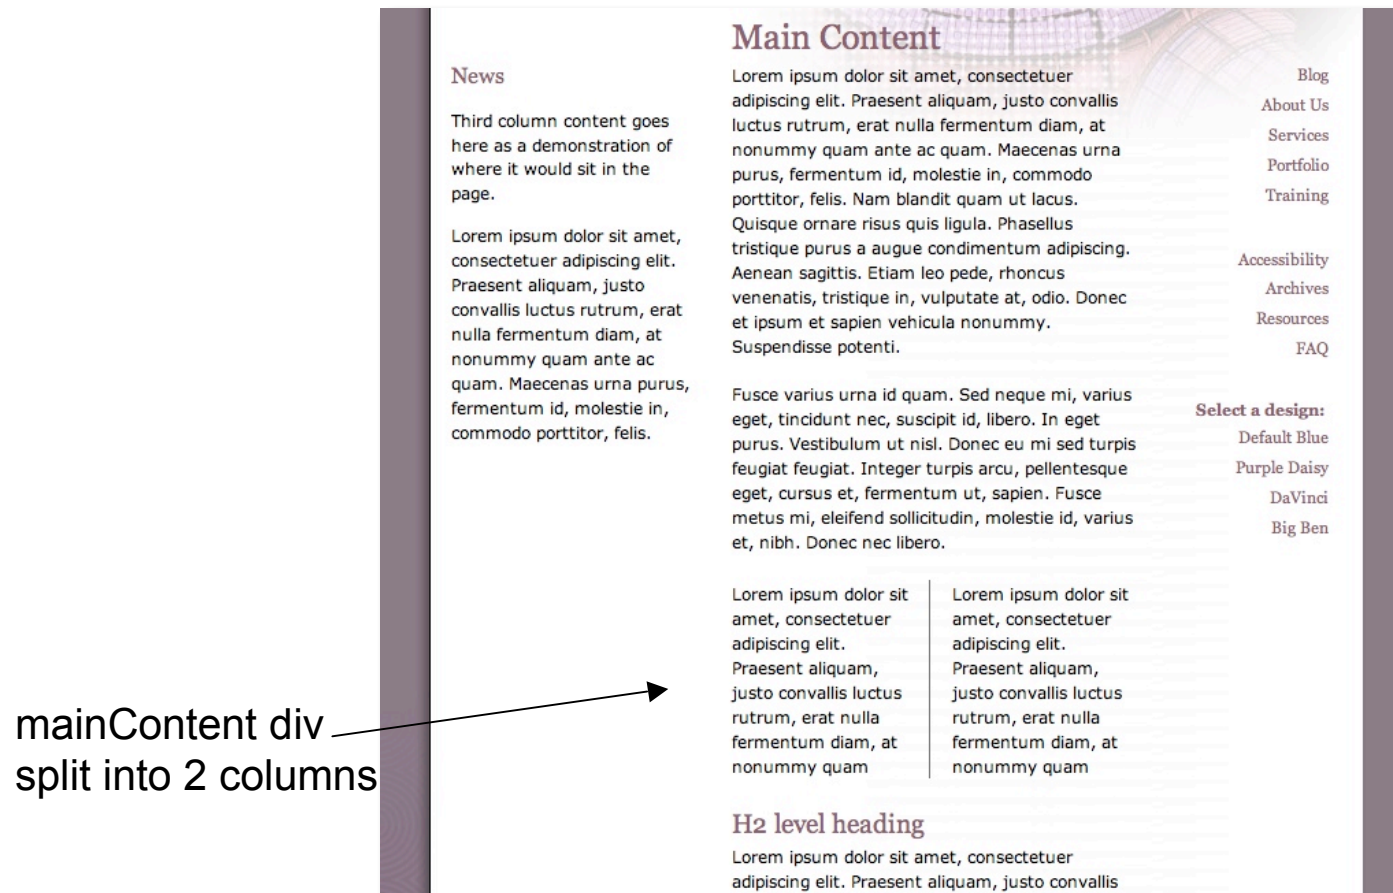 mainContent div
split into 2 columns
News
Third column content goes
here as a demonstration of
where it would sit in the
page.
Lorem ipsum dolor sit amet,
consectetuer adipiscing elit.
Praesent aliquam, justo
convallis luctus rutrum, erat
nulla fermentum diam, at
nonummy quam ante ac
quam. Maecenas urna purus,
fermentum id, molestie in,
commodo porttitor, felis.
Main Content
Lorem ipsum dolor sit amet, consectetuer
adipiscing elit. Praesent aliquam, justo convallis
luctus rutrum, erat nulla fermentum diam, at
nonummy quam ante ac quam. Maecenas urna
purus, fermentum id, molestie in, commodo
porttitor, felis. Nam blandit quam ut lacus.
Quisque ornare risus quis ligula. Phasellus
tristique purus a augue condimentum adipiscing.
Aenean sagittis. Etiam leo pede, rhoncus
venenatis, tristique in, vulputate at, odio. Donec
et ipsum et sapien vehicula nonummy.
Suspendisse potenti.
Fusce varius urna id quam. Sed neque mi, varius
eget, tincidunt nec, suscipit id, libero. In eget
purus. Vestibulum ut nisl. Donec eu mi sed turpis
feugiat feugiat. Integer turpis arcu, pellentesque
eget, cursus et, fermentum ut, sapien. Fusce
metus mi, eleifend sollicitudin, molestie id, varius
et, nibh. Donec nec libero.
Lorem ipsum dolor sit
amet, consectetuer
adipiscing elit.
Praesent aliquam,
justo convallis luctus
rutrum, erat nulla
fermentum diam, at
nonummy quam
Lorem ipsum dolor sit
amet, consectetuer
adipiscing elit.
Praesent aliquam,
justo convallis luctus
rutrum, erat nulla
fermentum diam, at
nonummy quam
H2 level heading
Lorem ipsum dolor sit amet, consectetuer
adipiscing elit. Praesent aliquam, justo convallis
Blog
About Us
Services
Portfolio
Training
Accessibility
Archives
Resources
FAQ
Select a design:
Default Blue
Purple Daisy
DaVinci
Big Ben